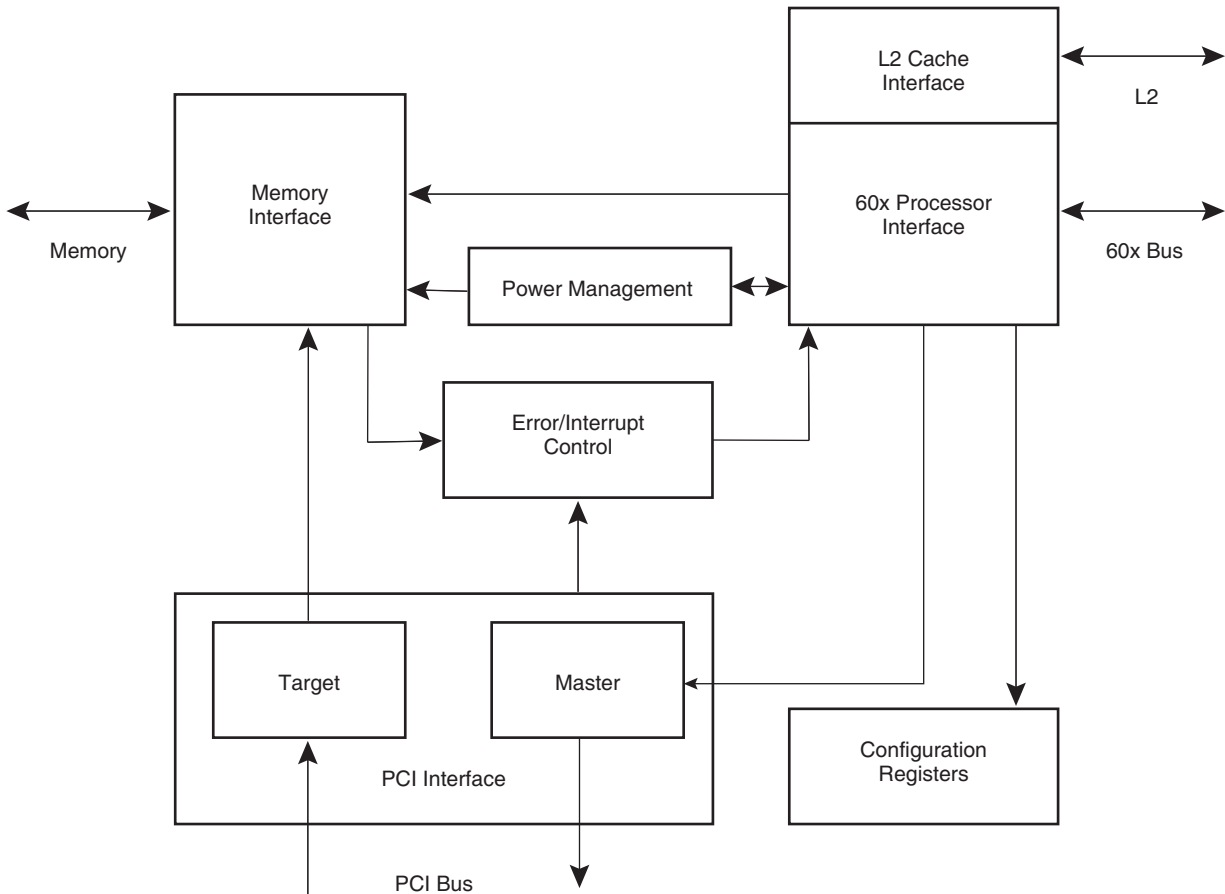 L2 Cache
Interface
L2
Memory
Interface
60x Processor
Interface
Memory
60x Bus
Power Management
Error/Interrupt
Control
Target
Master
Configuration
Registers
PCI Interface
PCI Bus